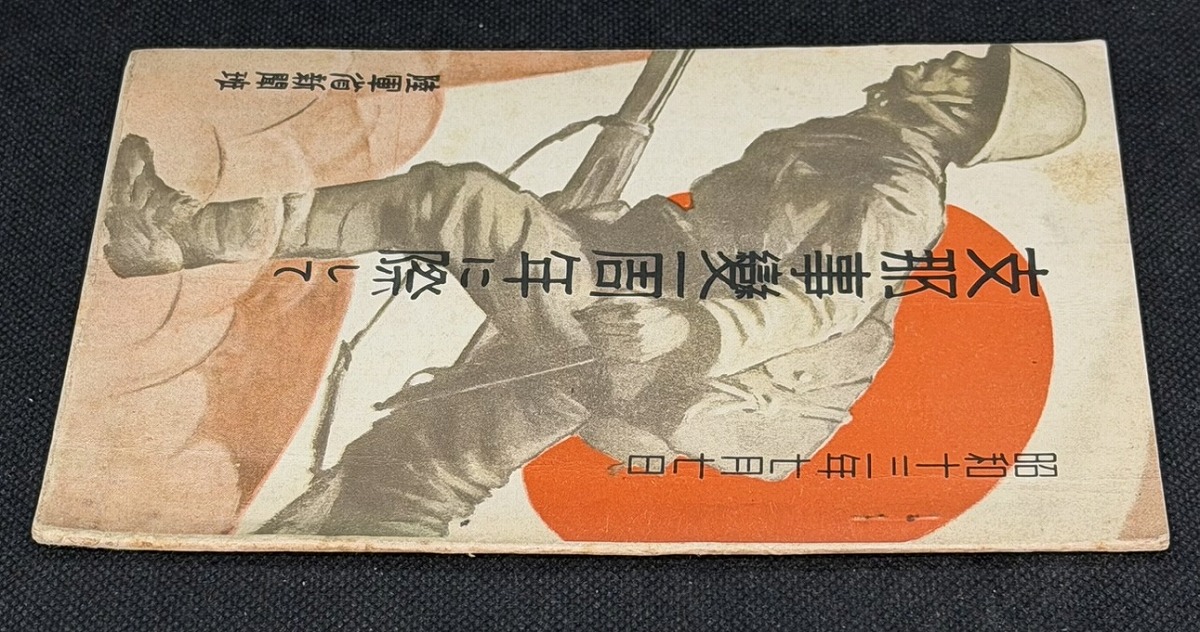 昭和十三年七月七日
支那事變一周年に際して
陸軍省新聞班